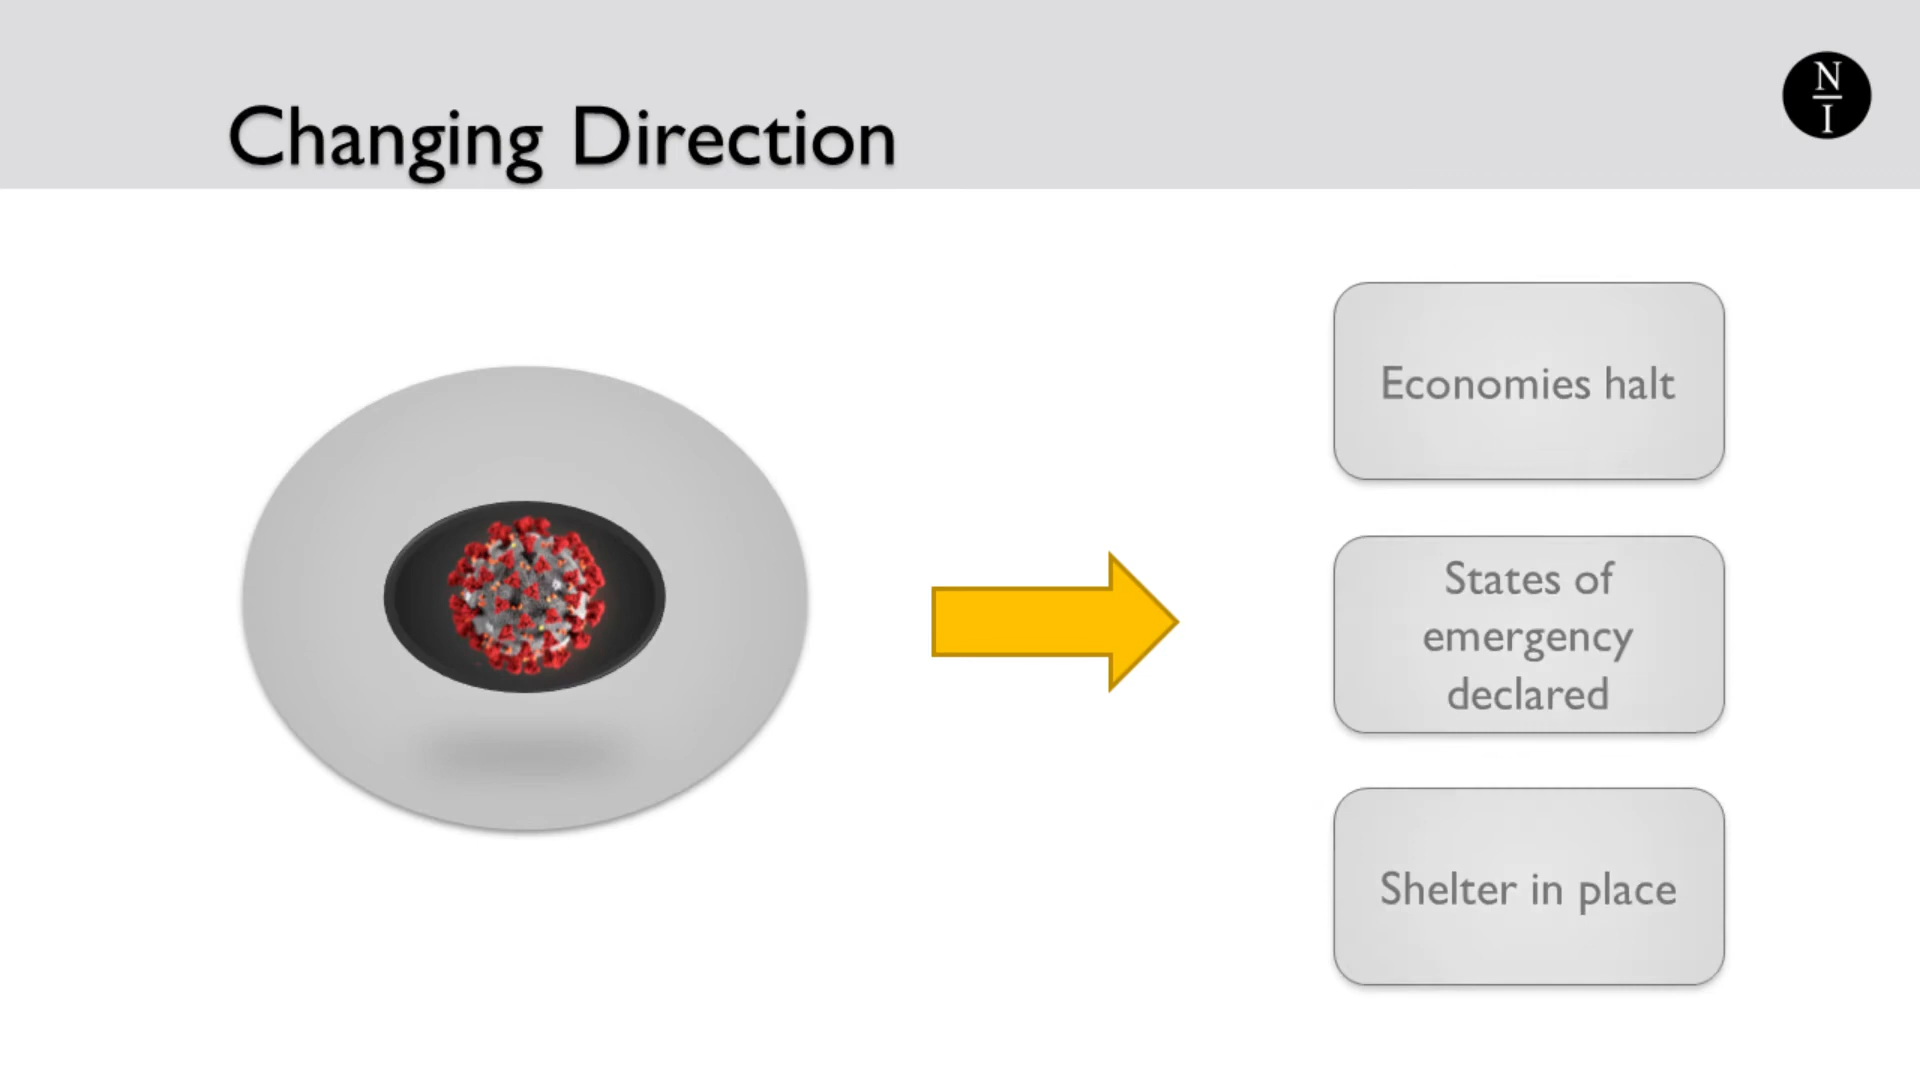 Changing Direction
N
I
Economies halt
States of
emergency
declared
Shelter in place